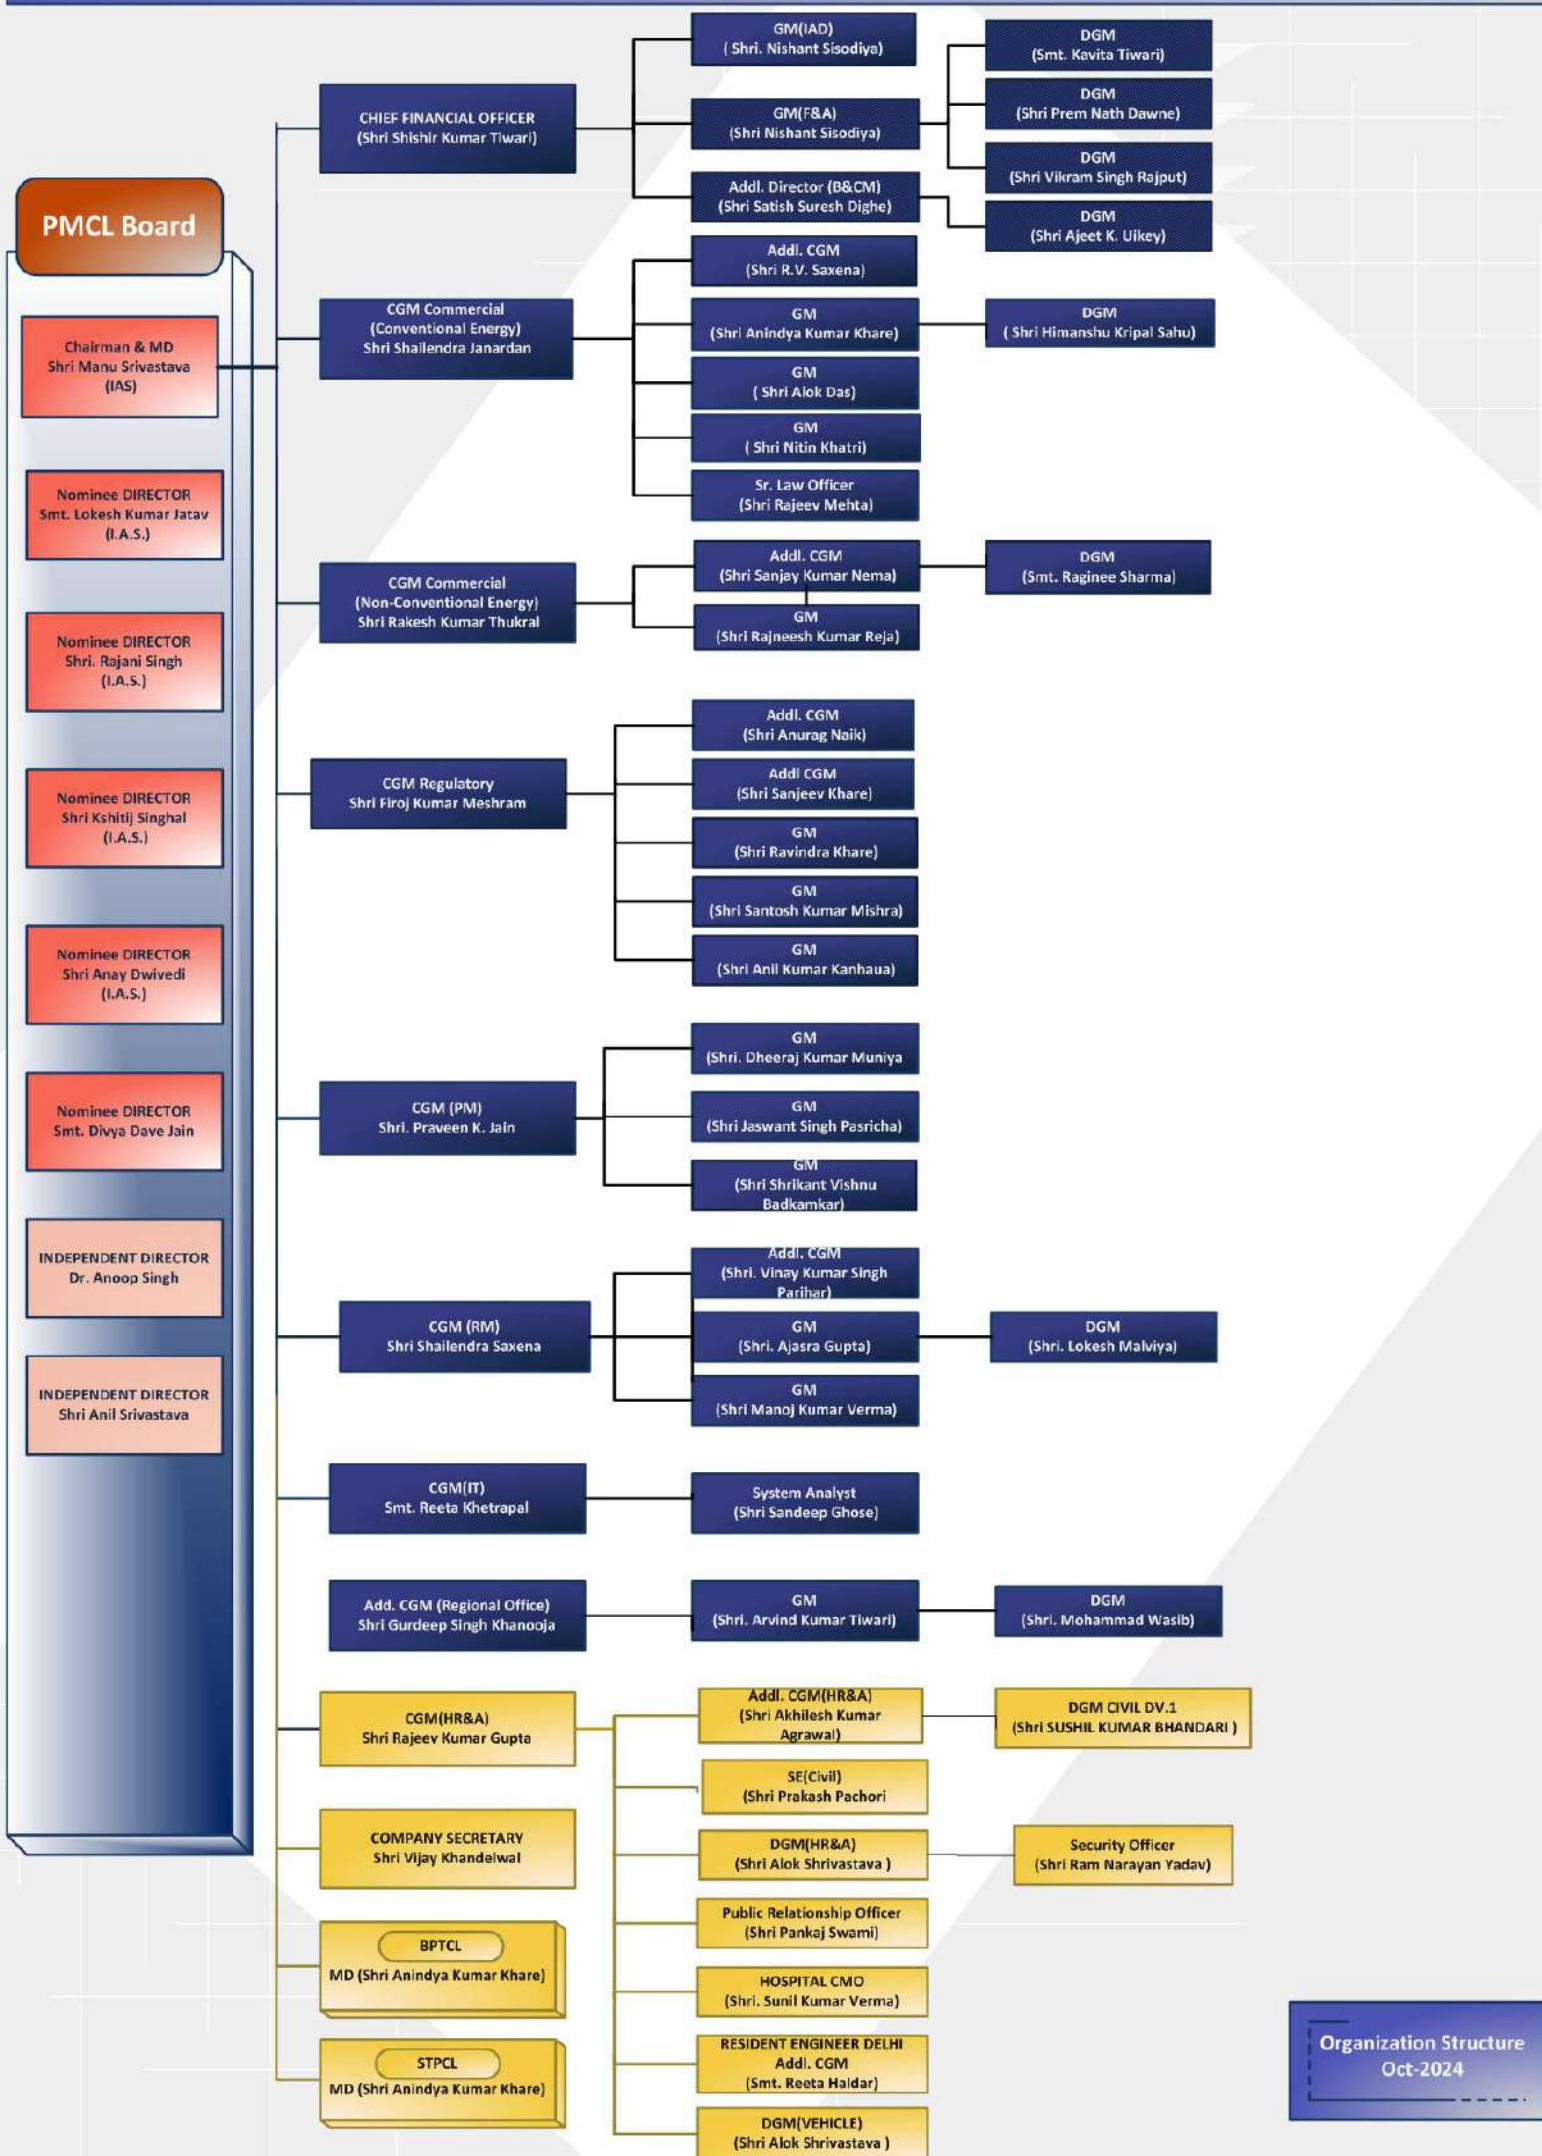 PMCL Board
Chairman & MD
Shri Manu Srivastava
(IAS)
Nominee DIRECTOR
Smt. Lokesh Kumar Jatav
(I.A.S.)
Nominee DIRECTOR
Shri. Rajani Singh
(I.A.S.)
Nominee DIRECTOR
Shri Kshitij Singhal
(I.A.S.)
Nominee DIRECTOR
Shri Anay Dwivedi
(I.A.S.)
Nominee DIRECTOR
Smt. Divya Dave Jain
INDEPENDENT DIRECTOR
Dr. Anoop Singh
INDEPENDENT DIRECTOR
Shri Anil Srivastava
CHIEF FINANCIAL OFFICER
(Shri Shishir Kumar Tiwari)
GM(IAD)
( Shri. Nishant Sisodiya)
GM(F&A)
(Shri Nishant Sisodiya)
DGM
(Smt. Kavita Tiwari)
DGM
(Shri Prem Nath Dawne)
DGM
(Shri Vikram Singh Rajput)
Addl. Director (B&CM)
(Shri Satish Suresh Dighe)
DGM
(Shri Ajeet K. Uikey)
CGM Commercial
(Conventional Energy)
Shri Shailendra Janardan
Addl. CGM
(Shri R.V. Saxena)
GM
(Shri Anindya Kumar Khare)
DGM
( Shri Himanshu Kripal Sahu)
GM
( Shri Alok Das)
GM
( Shri Nitin Khatri)
Sr. Law Officer
(Shri Rajeev Mehta)
CGM Commercial
(Non-Conventional Energy)
Shri Rakesh Kumar Thukral
Addl. CGM
(Shri Sanjay Kumar Nema)
DGM
(Smt. Raginee Sharma)
GM
(Shri Rajneesh Kumar Reja)
CGM Regulatory
Shri Firoj Kumar Meshram
Addl. CGM
(Shri Anurag Naik)
Addl CGM
(Shri Sanjeev Khare)
GM
(Shri Ravindra Khare)
GM
(Shri Santosh Kumar Mishra)
GM
(Shri Anil Kumar Kanhaua)
CGM (PM)
Shri. Praveen K. Jain
GM
(Shri. Dheeraj Kumar Muniya
GM
(Shri Jaswant Singh Pasricha)
GM
(Shri Shrikant Vishnu
Badkamkar)
CGM (RM)
Shri Shailendra Saxena
Addl. CGM
(Shri. Vinay Kumar Singh
Parihar)
GM
(Shri. Ajasra Gupta)
DGM
(Shri. Lokesh Malviya)
GM
(Shri Manoj Kumar Verma)
CGM(IT)
Smt. Reeta Khetrapal
System Analyst
(Shri Sandeep Ghose)
Add. CGM (Regional Office)
Shri Gurdeep Singh Khanooja
GM
(Shri. Arvind Kumar Tiwari)
DGM
(Shri. Mohammad Wasib)
CGM(HR&A)
Shri Rajeev Kumar Gupta
Addl. CGM(HR&A)
(Shri Akhilesh Kumar
Agrawal)
DGM CIVIL DV.1
(Shri SUSHIL KUMAR BHANDARI )
SE(Civil)
(Shri Prakash Pachori
DGM(HR&A)
(Shri Alok Shrivastava )
Security Officer
(Shri Ram Narayan Yadav)
Public Relationship Officer
(Shri Pankaj Swami)
HOSPITAL CMO
(Shri. Sunil Kumar Verma)
RESIDENT ENGINEER DELHI
Addl. CGM
(Smt. Reeta Haldar)
DGM(VEHICLE)
(Shri Alok Shrivastava )
COMPANY SECRETARY
Shri Vijay Khandelwal
BPTCL
MD (Shri Anindya Kumar Khare)
STPCL
MD (Shri Anindya Kumar Khare)
Organization Structure
Oct-2024